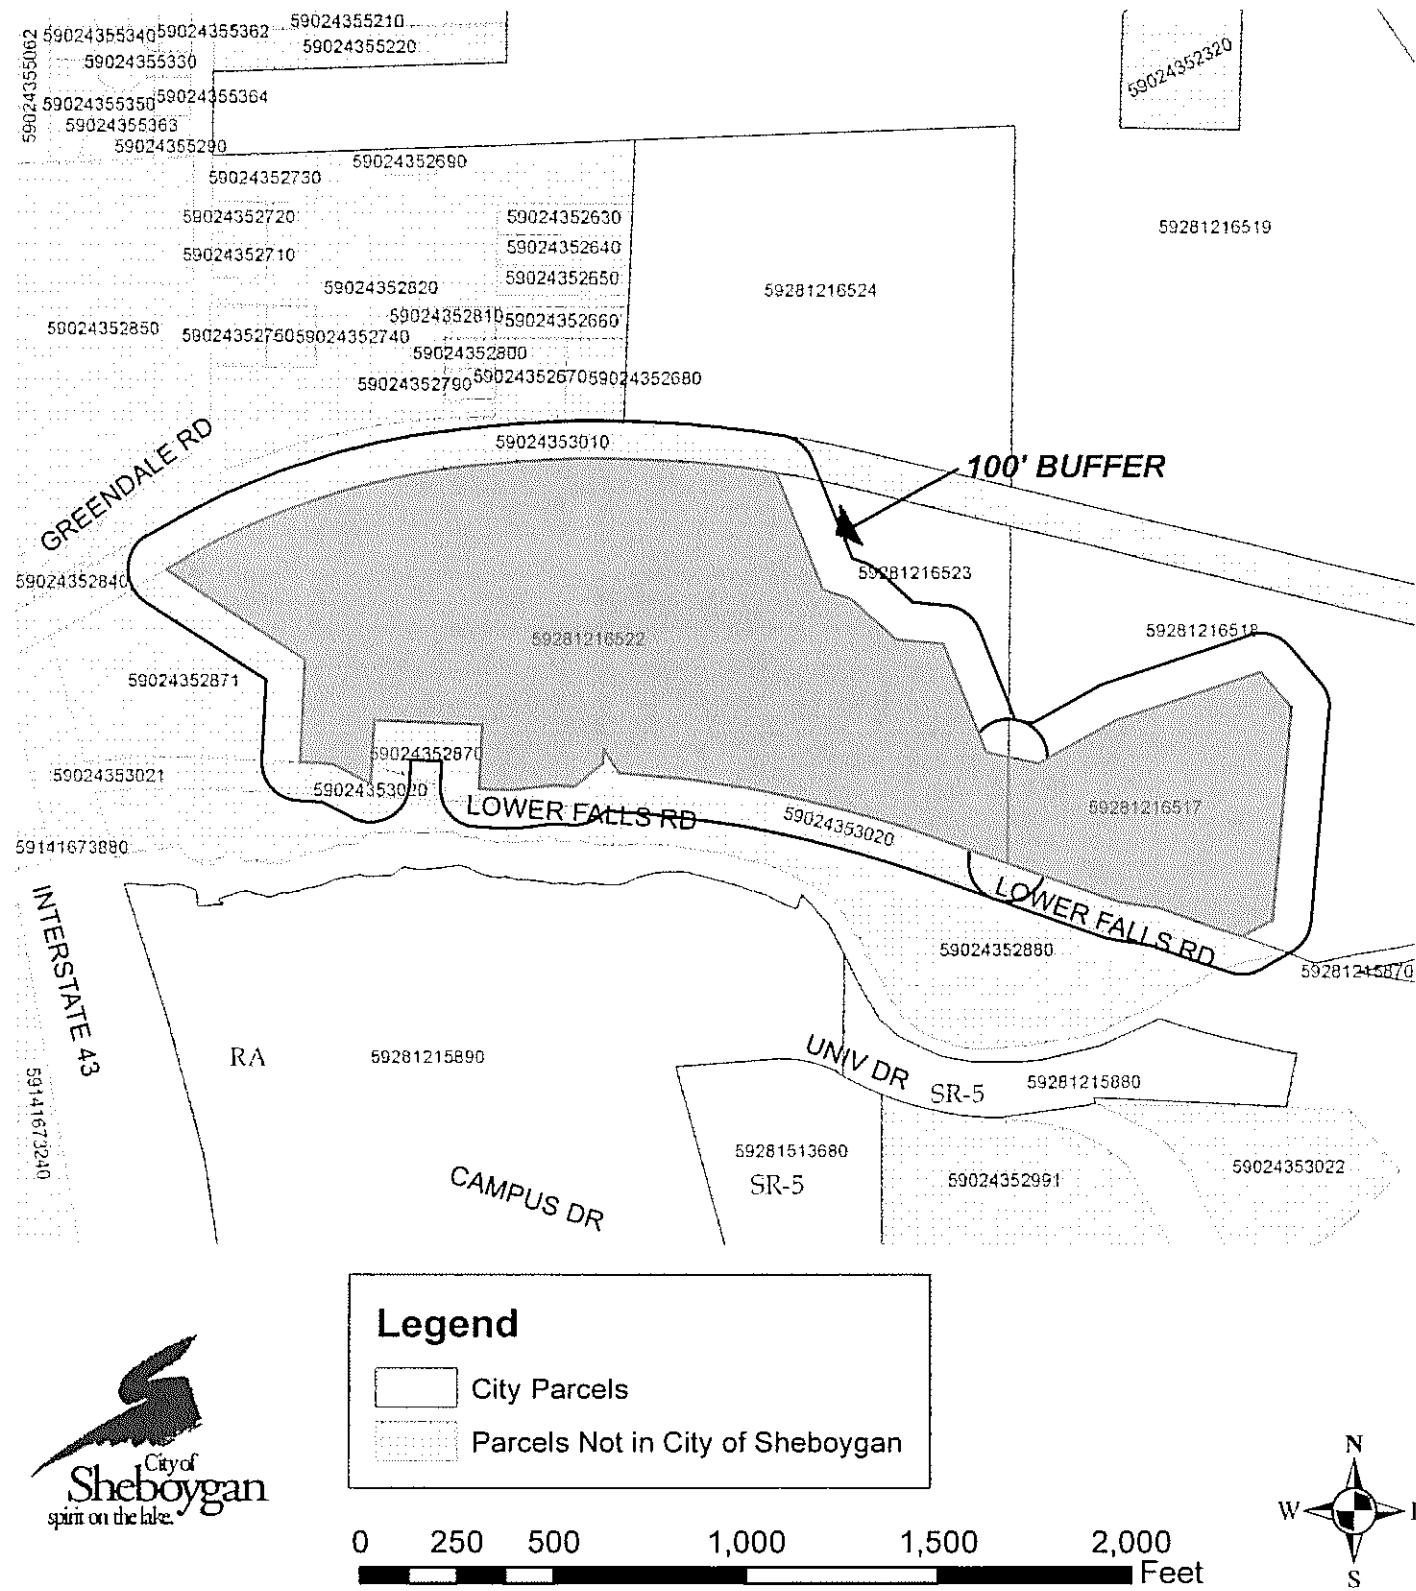 59024355210
59024355340
59024355362
59024355220
59024355330
59024355062
59024352320
59024355350
59024355364
59024355363
59024355290
59024352690
59024352730
59024352720
59024352630
59281216519
59024352640
59024352710
59024352650
59024352820
59281216524
59024352810
59024352660
59024352850
59024352760
59024352740
59024352800
59024352790
59024352670
59024352680
GREENDALE RD
59024353010
100' BUFFER
59024352840
59281216523
59281216522
59281216518
59024352871
59024352870
59024353021
59024353020
LOWER FALLS RD
59024353020
59281216517
59141673880
INTERSTATE 43
LOWER FALLS RD
59024352880
59281215870
RA
59281215890
UNIV DR
SR-5
59281215880
59141673240
59281513680
SR-5
CAMPUS DR
59024352991
59024353022
Legend
City Parcels
Parcels Not in City of Sheboygan
City of
Sheboygan
spirit on the lake.
N
W
S
0 250 500 1,000 1,500 2,000
Feet